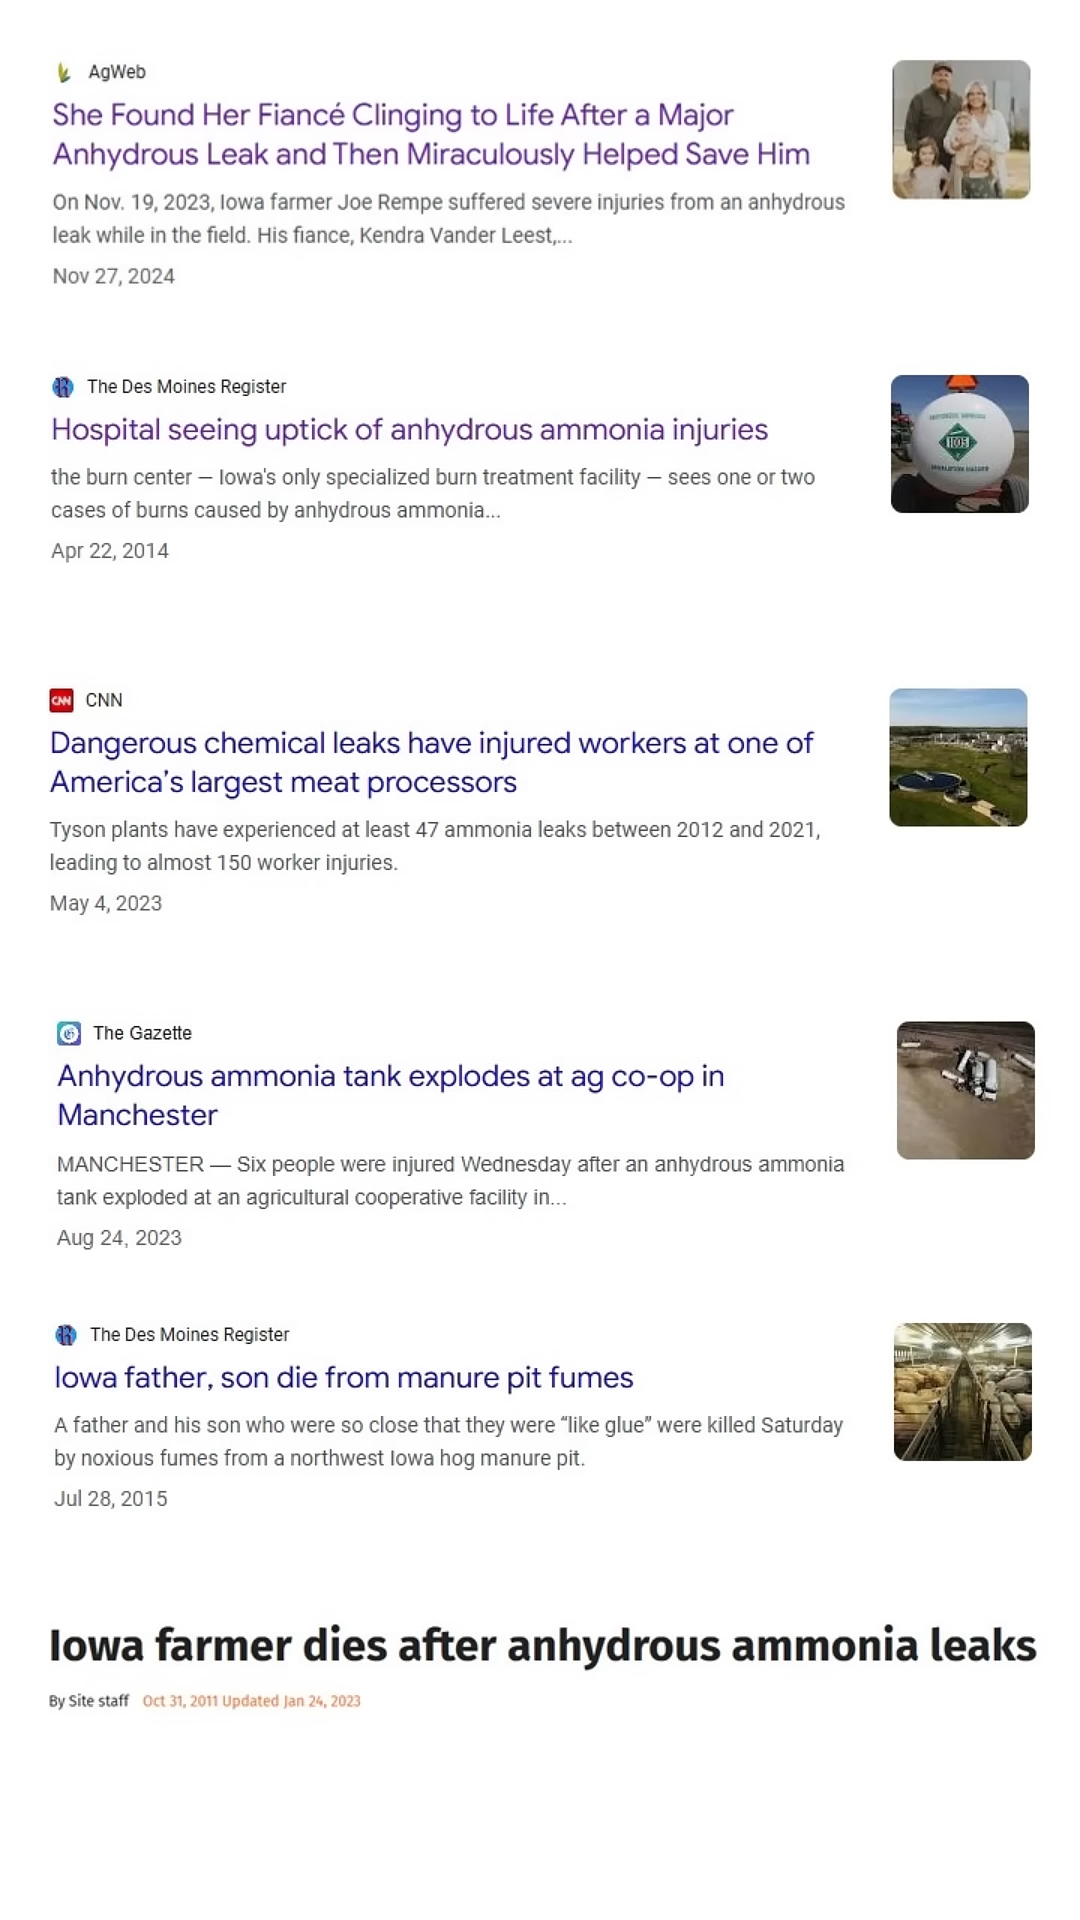 AgWeb
She Found Her Fiancé Clinging to Life After a Major
Anhydrous Leak and Then Miraculously Helped Save Him
On Nov. 19, 2023, Iowa farmer Joe Rempe suffered severe injuries from an anhydrous
leak while in the field. His fiance, Kendra Vander Leest,...
Nov 27, 2024
The Des Moines Register
Hospital seeing uptick of anhydrous ammonia injuries
the burn center — Iowa's only specialized burn treatment facility — sees one or two
cases of burns caused by anhydrous ammonia...
Apr 22, 2014
1005
CNN
CNN
Dangerous chemical leaks have injured workers at one of
America’s largest meat processors
Tyson plants have experienced at least 47 ammonia leaks between 2012 and 2021,
leading to almost 150 worker injuries.
May 4, 2023
The Gazette
Anhydrous ammonia tank explodes at ag co-op in
Manchester
MANCHESTER — Six people were injured Wednesday after an anhydrous ammonia
tank exploded at an agricultural cooperative facility in...
Aug 24, 2023
The Des Moines Register
Iowa father, son die from manure pit fumes
A father and his son who were so close that they were “like glue” were killed Saturday
by noxious fumes from a northwest Iowa hog manure pit.
Jul 28, 2015
Iowa farmer dies after anhydrous ammonia leaks
By Site staff Oct 31, 2011 Updated Jan 24, 2023